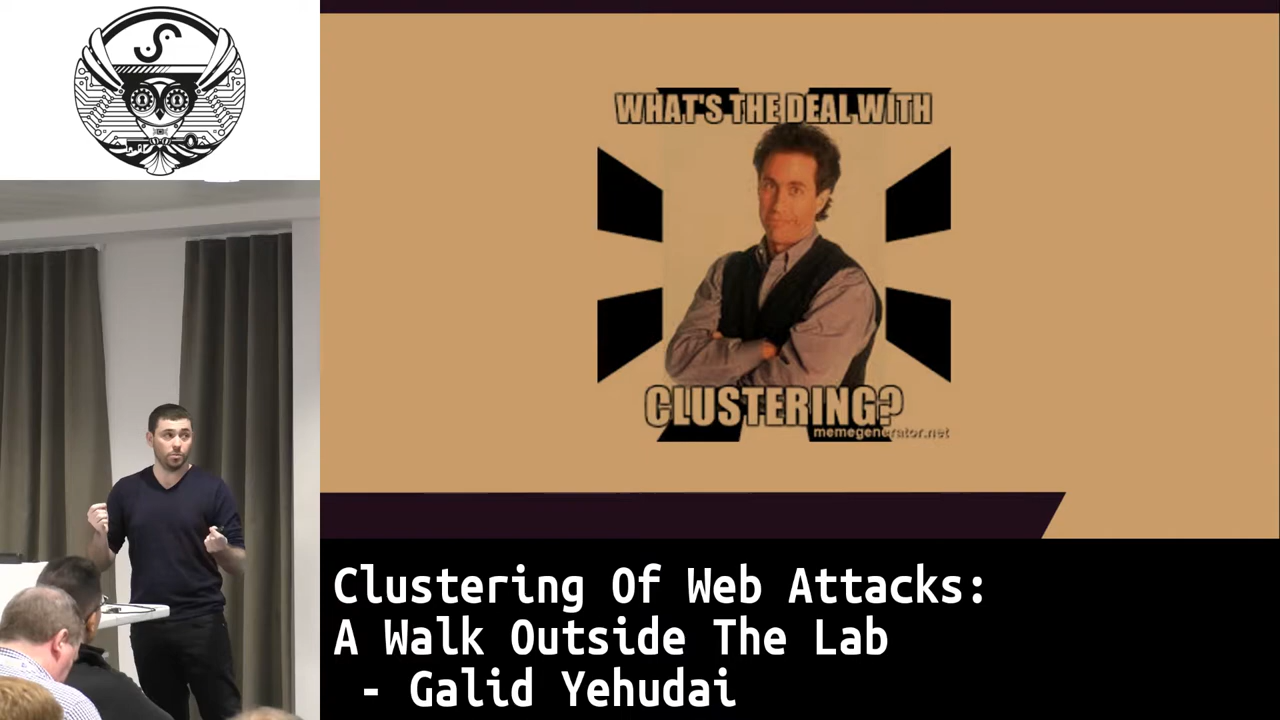 WHAT'S THE DEAL WITH
CLUSTERING?
memegenerator.net
Clustering Of Web Attacks:
A Walk Outside The Lab
- Galid Yehudai